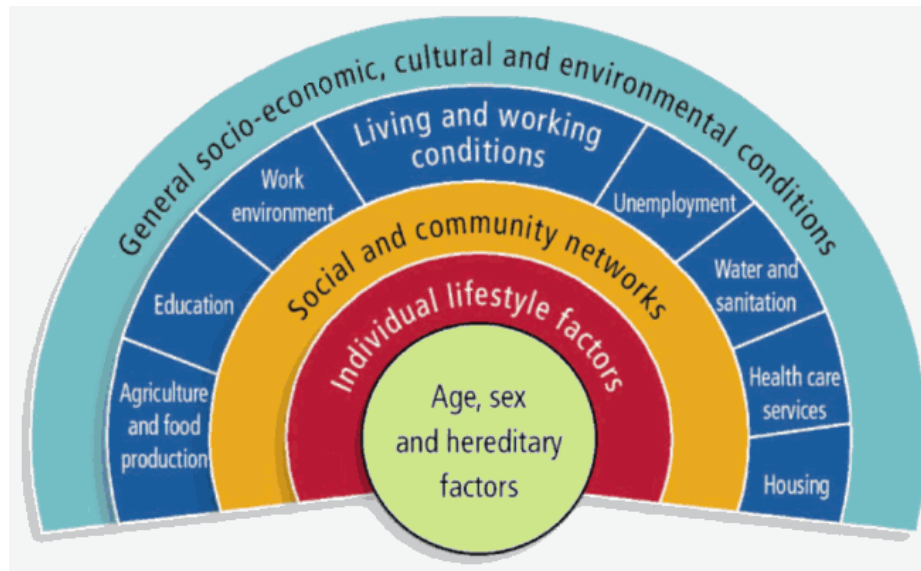 General socio-economic, cultural and environmental conditions
Living and working
conditions
Work
environment
Unemployment
Education
Water and
sanitation
Agriculture
and food
production
Health care
services
Housing
Social and community networks
Individual lifestyle factors
Age, sex
and hereditary
factors